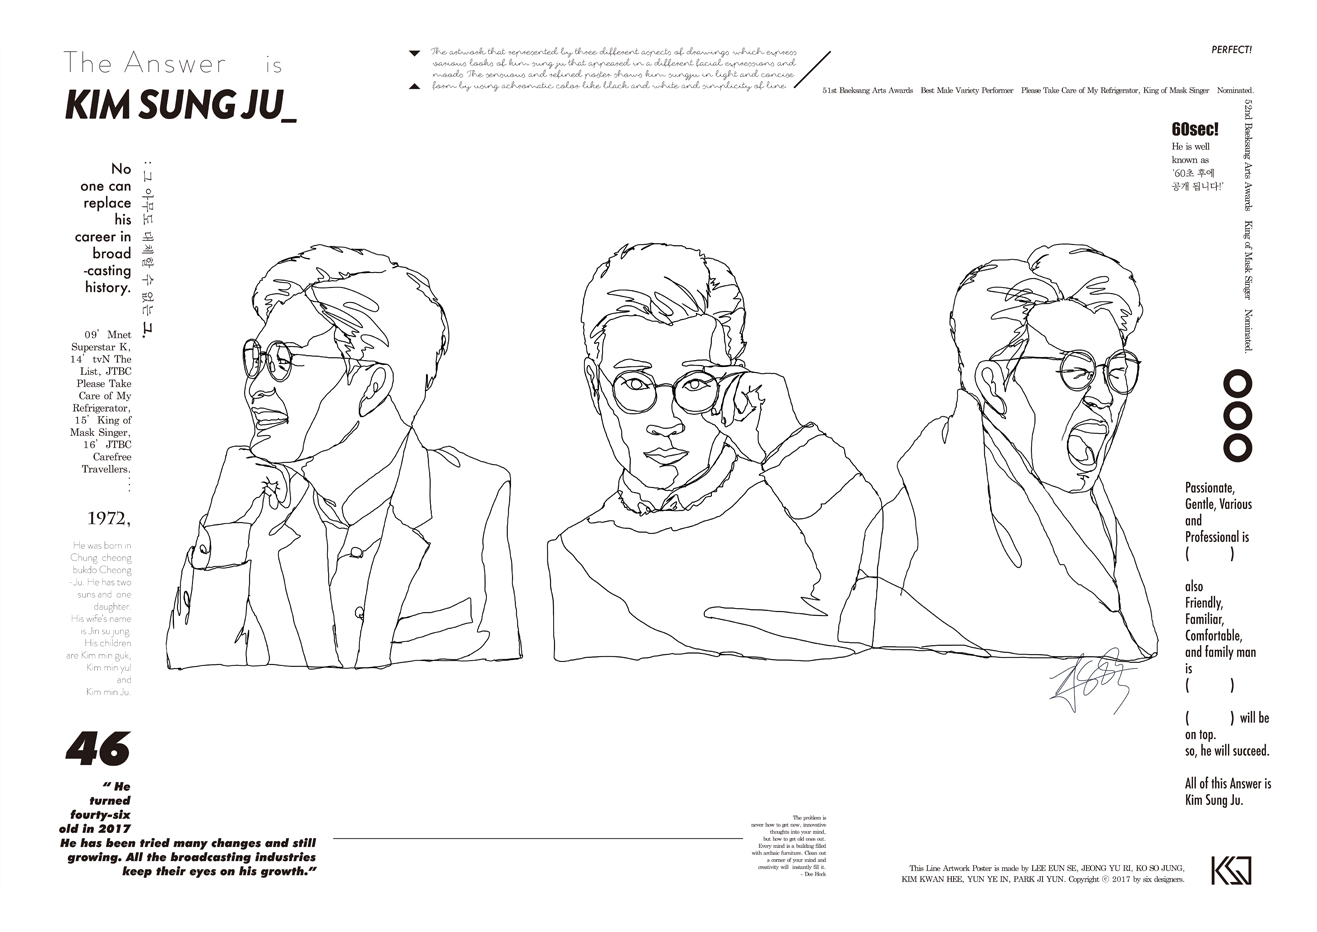 The Answer is
KIM SUNG JU_
The artwork that represented by three different aspects of drawings which express
various looks of kim sung ju that appeared in a different facial expressions and
moods The sensuous and refined poster shows kim sungju in light and concise
form by using achromatic color like black and white and simplicity of line.
PERFECT!
51st Baeksang Arts Awards Best Male Variety Performer Please Take Care of My Refrigerator, King of Mask Singer Nominated.
52nd Baeksang Arts Awards King of Mask Singer Nominated.
60sec!
He is well
known as
'60초 후에
공개 됩니다!'
No
one can
replace
his
career in
broad
-casting
history.
: 그 아무도 대체할 수 없는 그.
09' Mnet
Superstar K,
14' tvN The
List, JTBC
Please Take
Care of My
Refrigerator,
15' King of
Mask Singer,
16' JTBC
Carefree
Travellers.
1972,
He was born in
Chung cheong
bukdo Cheong
-Ju. He has two
suns and one
daughter.
His wife's name
is Jin su jung.
His children
are Kim min guk,
Kim min yul
and
Kim min Ju.
46
“ He
turned
fourty-six
old in 2017
He has been tried many changes and still
growing. All the broadcasting industries
keep their eyes on his growth.”
Passionate,
Gentle, Various
and
Professional is
( )
also
Friendly,
Familiar,
Comfortable,
and family man
is
( )
( ) will be
on top.
so, he will succeed.
All of this Answer is
Kim Sung Ju.
The problem is
never how to get new, innovative
thoughts into your mind,
but how to get old ones out.
Every mind is a building filled
with archaic furniture. Clean out
a corner of your mind and
creativity will instantly fill it.
- Dee Hock
This Line Artwork Poster is made by LEE EUN SE, JEONG YU RI, KO SO JUNG,
KIM KWAN HEE, YUN YE IN, PARK JI YUN. Copyright ⓒ 2017 by six designers.
KSJ